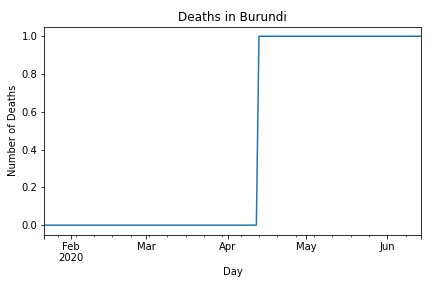 Deaths in Burundi
Number of Deaths
1.0
0.8
0.6
0.4
0.2
0.0
Feb
2020
Mar
Apr
May
Jun
Day